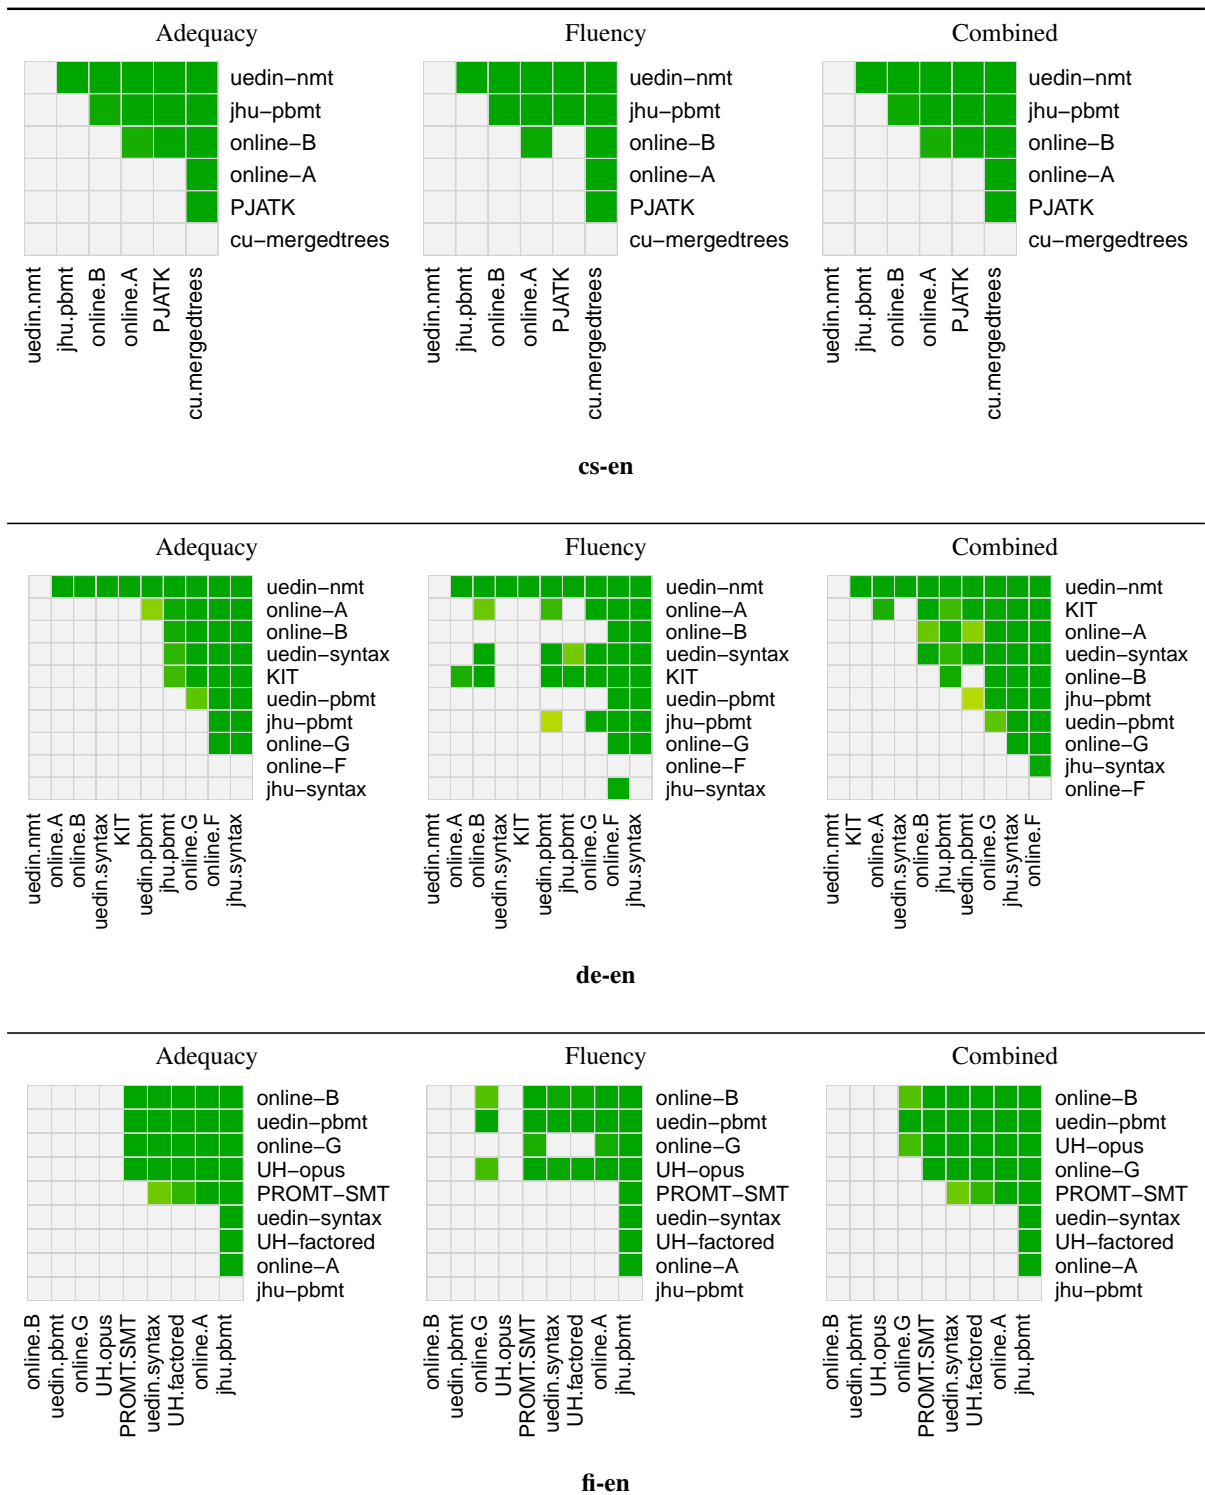 Adequacy
Fluency
Combined
uedin−nmt
jhu−pbmt
online−B
online−A
PJATK
cu−mergedtrees
uedin.nmt
jhu.pbmt
online.B
online.A
PJATK
cu.mergedtrees
uedin−nmt
jhu−pbmt
online−B
online−A
PJATK
cu−mergedtrees
uedin.nmt
jhu.pbmt
online.B
online.A
PJATK
cu.mergedtrees
uedin−nmt
jhu−pbmt
online−B
online−A
PJATK
cu−mergedtrees
uedin.nmt
jhu.pbmt
online.B
online.A
PJATK
cu.mergedtrees
cs-en
Adequacy
Fluency
Combined
uedin−nmt
online−A
online−B
uedin−syntax
KIT
uedin−pbmt
jhu−pbmt
online−G
online−F
jhu−syntax
uedin.nmt
online.A
online.B
uedin.syntax
KIT
uedin.pbmt
jhu.pbmt
online.G
online.F
jhu.syntax
uedin−nmt
online−A
online−B
uedin−syntax
KIT
uedin−pbmt
jhu−pbmt
online−G
online−F
jhu−syntax
uedin.nmt
online.A
online.B
uedin.syntax
KIT
uedin.pbmt
jhu.pbmt
online.G
online.F
jhu.syntax
uedin−nmt
KIT
online−A
uedin−syntax
online−B
jhu−pbmt
uedin−pbmt
online−G
jhu−syntax
online−F
uedin.nmt
KIT
online.A
uedin.syntax
online.B
jhu.pbmt
uedin.pbmt
online.G
jhu.syntax
online.F
de-en
Adequacy
Fluency
Combined
online−B
uedin−pbmt
online−G
UH−opus
PROMT−SMT
uedin−syntax
UH−factored
online−A
jhu−pbmt
online.B
uedin.pbmt
online.G
UH.opus
PROMT.SMT
uedin.syntax
UH.factored
online.A
jhu.pbmt
online−B
uedin−pbmt
online−G
UH−opus
PROMT−SMT
uedin−syntax
UH−factored
online−A
jhu−pbmt
online.B
uedin.pbmt
online.G
UH.opus
PROMT.SMT
uedin.syntax
UH.factored
online.A
jhu.pbmt
online−B
uedin−pbmt
UH−opus
online−G
PROMT−SMT
uedin−syntax
UH−factored
online−A
jhu−pbmt
online.B
uedin.pbmt
UH.opus
online.G
PROMT.SMT
uedin.syntax
UH.factored
online.A
jhu.pbmt
fi-en